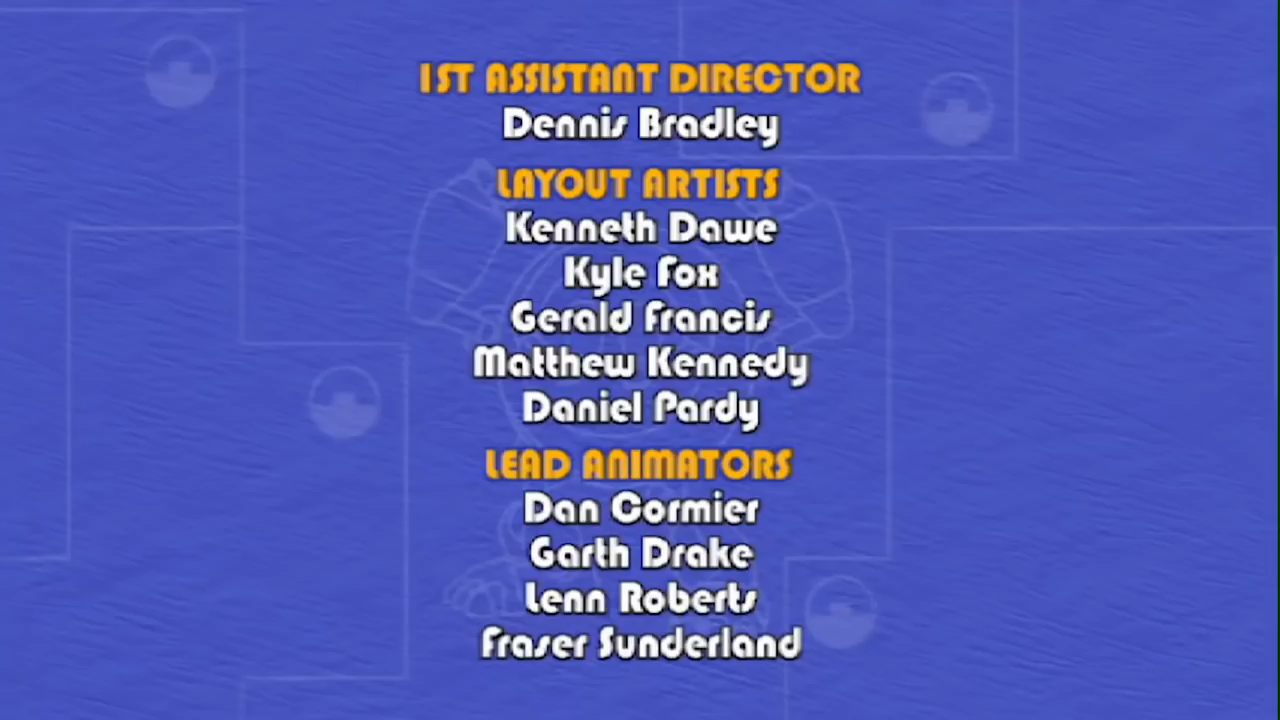 1ST ASSISTANT DIRECTOR
Dennis Bradley
LAYOUT ARTISTS
Kenneth Dawe
Kyle Fox
Gerald Francis
Matthew Kennedy
Daniel Pardy
LEAD ANIMATORS
Dan Cormier
Garth Drake
Lenn Roberts
Fraser Sunderland